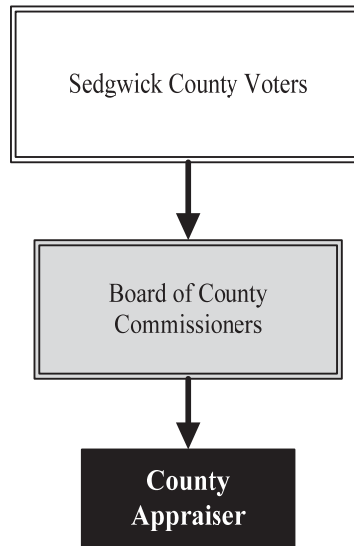 Sedgwick County Voters
Board of County
Commissioners
County
Appraiser